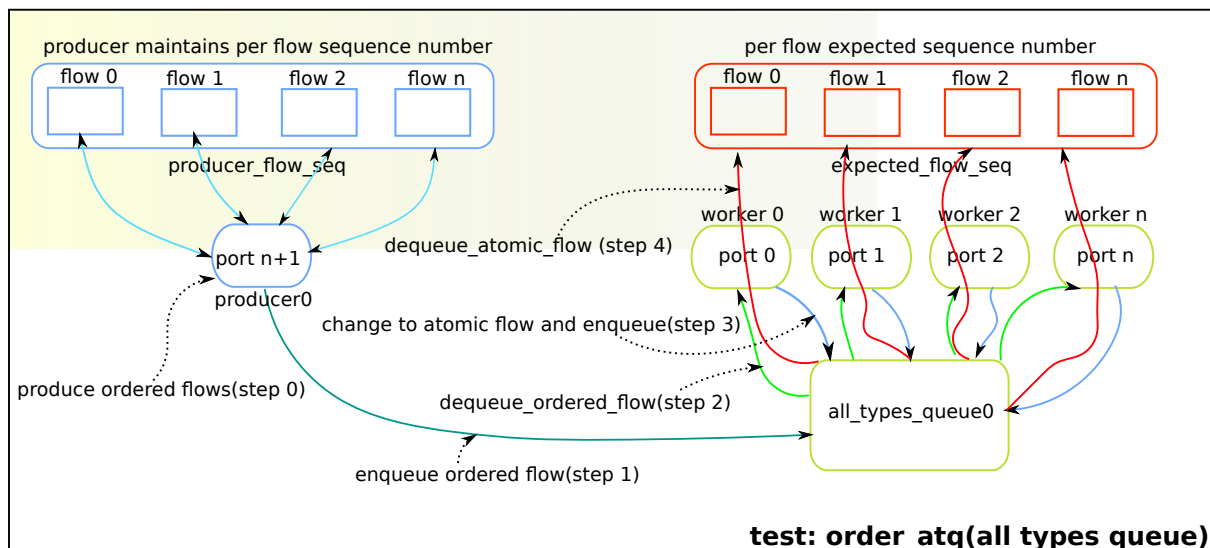 producer maintains per flow sequence number
per flow expected sequence number
flow 0
flow 1
flow 2
flow n
flow 0
flow 1
flow 2
flow n
producer_flow_seq
expected_flow_seq
worker 0
worker 1
worker 2
worker n
dequeue_atomic_flow (step 4)
port n+1
port 0
port 1
port 2
port n
producer0
change to atomic flow and enqueue(step 3)
produce ordered flows(step 0)
dequeue_ordered_flow(step 2)
all_types_queue0
enqueue ordered flow(step 1)
test: order_atq(all types queue)